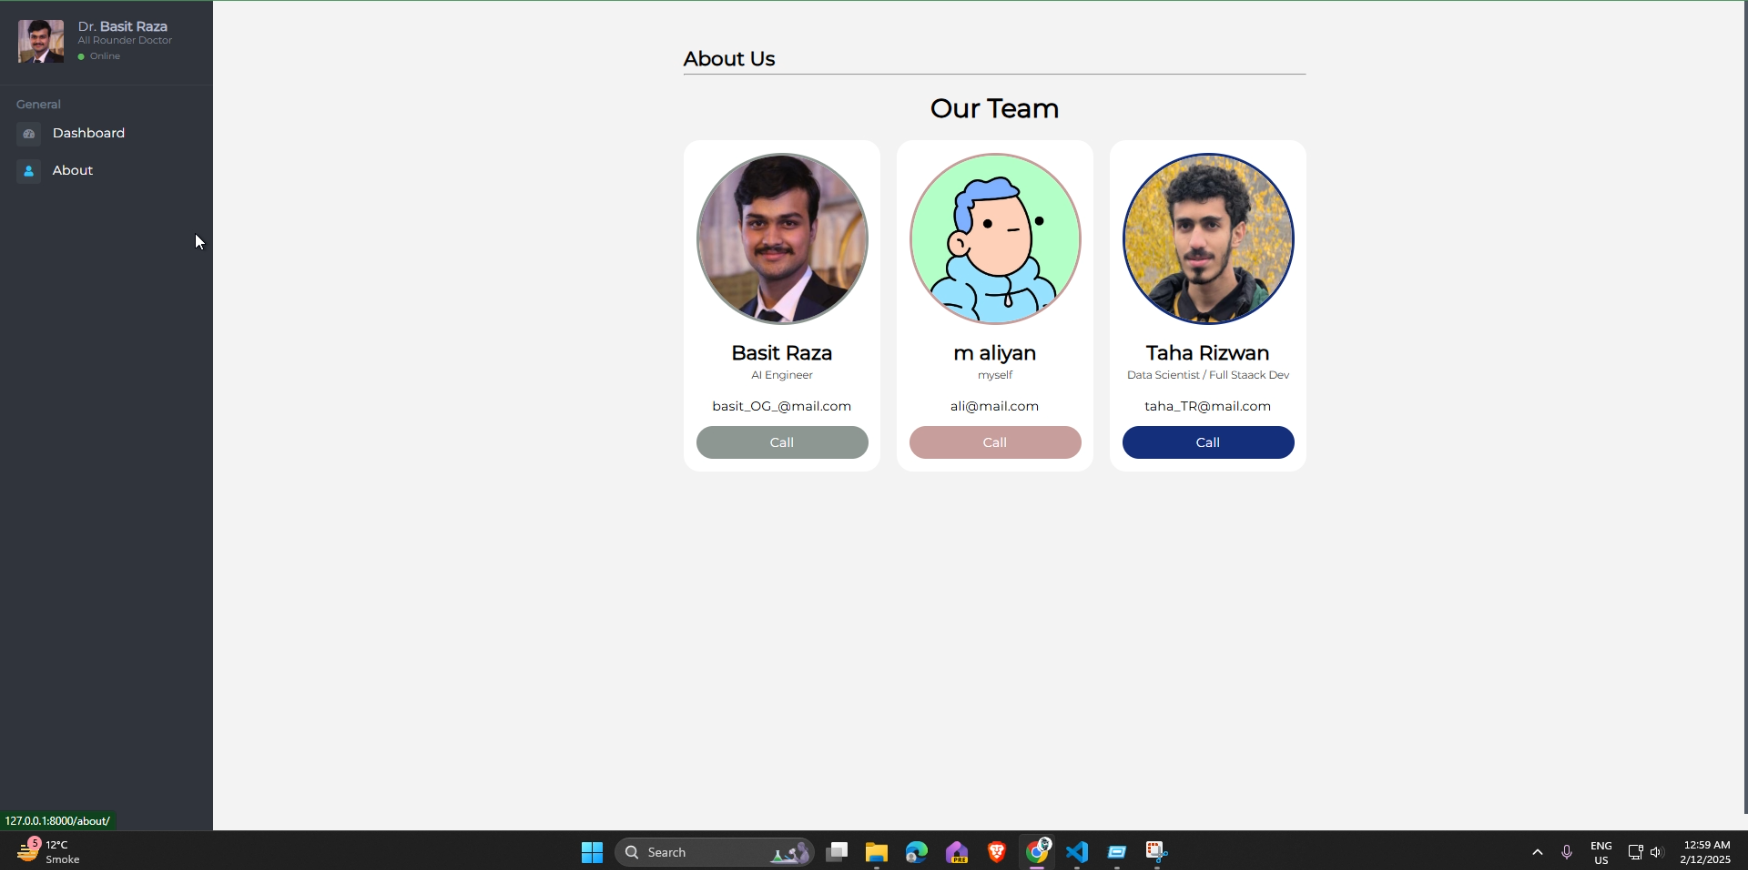 Dr. Basit Raza
All Rounder Doctor
Online
General
Dashboard
About
About Us
Our Team
Basit Raza
AI Engineer
basit_OG_@mail.com
Call
m aliyan
myself
ali@mail.com
Call
Taha Rizwan
Data Scientist / Full Staack Dev
taha_TR@mail.com
Call
127.0.0.1:8000/about/
5
12°C
Smoke
Search
PRE
ENG
US
12:59 AM
2/12/2025